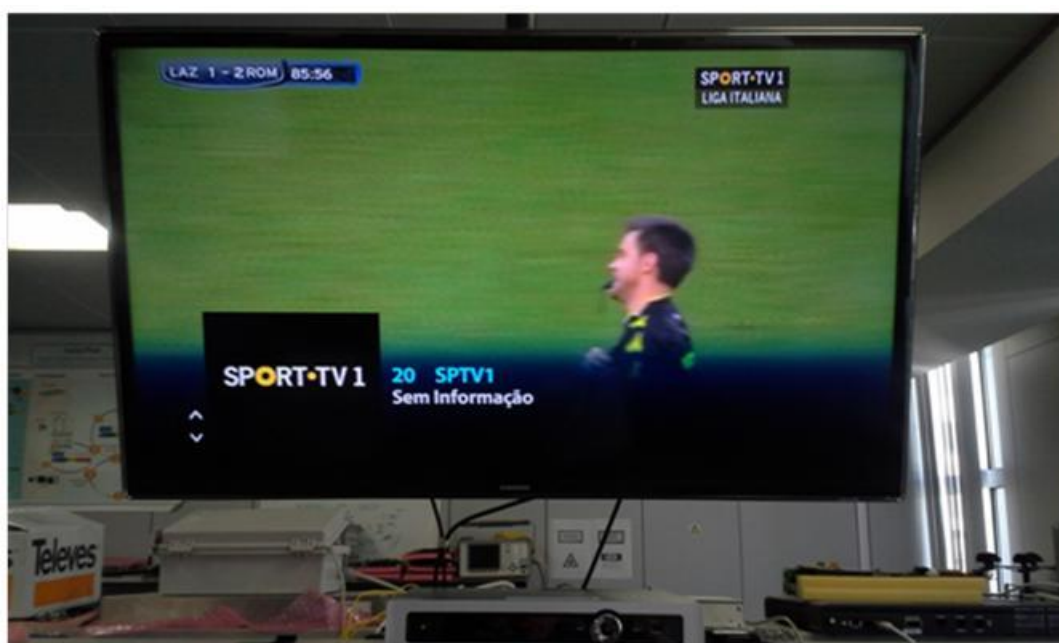 LAZ 1 - 2 ROM 85:56
SPORT•TV1
LIGA ITALIANA
SPORT•TV1
20 SPTV1
Sem Informação
Televes